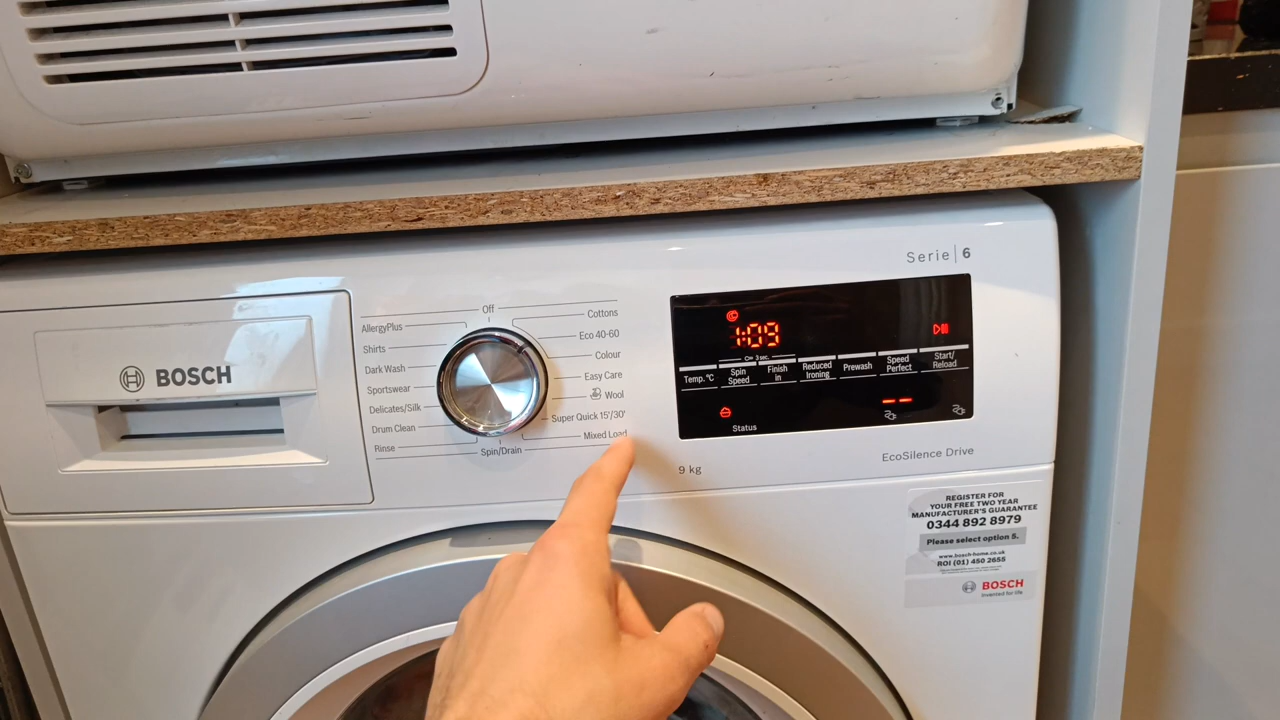 Serie | 6
BOSCH
Off
AllergyPlus
Shirts
Dark Wash
Sportswear
Delicates/Silk
Drum Clean
Rinse
Spin/Drain
Cottons
Eco 40-60
Colour
Easy Care
Wool
Super Quick 15'/30'
Mixed Load
1:09
3 sec.
Temp. °C
Spin
Speed
Finish
in
Reduced
Ironing
Prewash
Speed
Perfect
Start/
Reload
Status
9 kg
EcoSilence Drive
REGISTER FOR
YOUR FREE TWO YEAR
MANUFACTURER'S GUARANTEE
0344 892 8979
Please select option 5.
www.bosch-home.co.uk
ROI (01) 450 2655
BOSCH
Invented for life